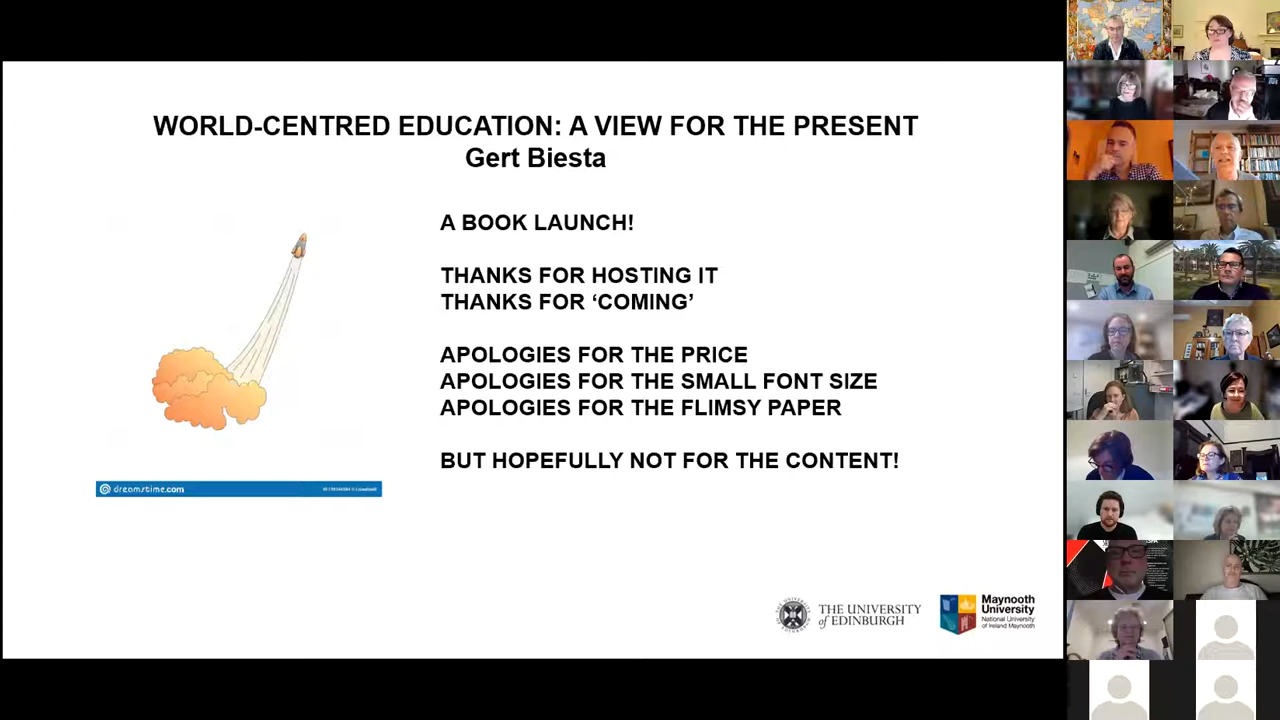 WORLD-CENTRED EDUCATION: A VIEW FOR THE PRESENT
Gert Biesta
A BOOK LAUNCH!
THANKS FOR HOSTING IT
THANKS FOR ‘COMING’
APOLOGIES FOR THE PRICE
APOLOGIES FOR THE SMALL FONT SIZE
APOLOGIES FOR THE FLIMSY PAPER
BUT HOPEFULLY NOT FOR THE CONTENT!
dreamstime.com
THE UNIVERSITY
of EDINBURGH
Maynooth
University
National University
of Ireland Maynooth